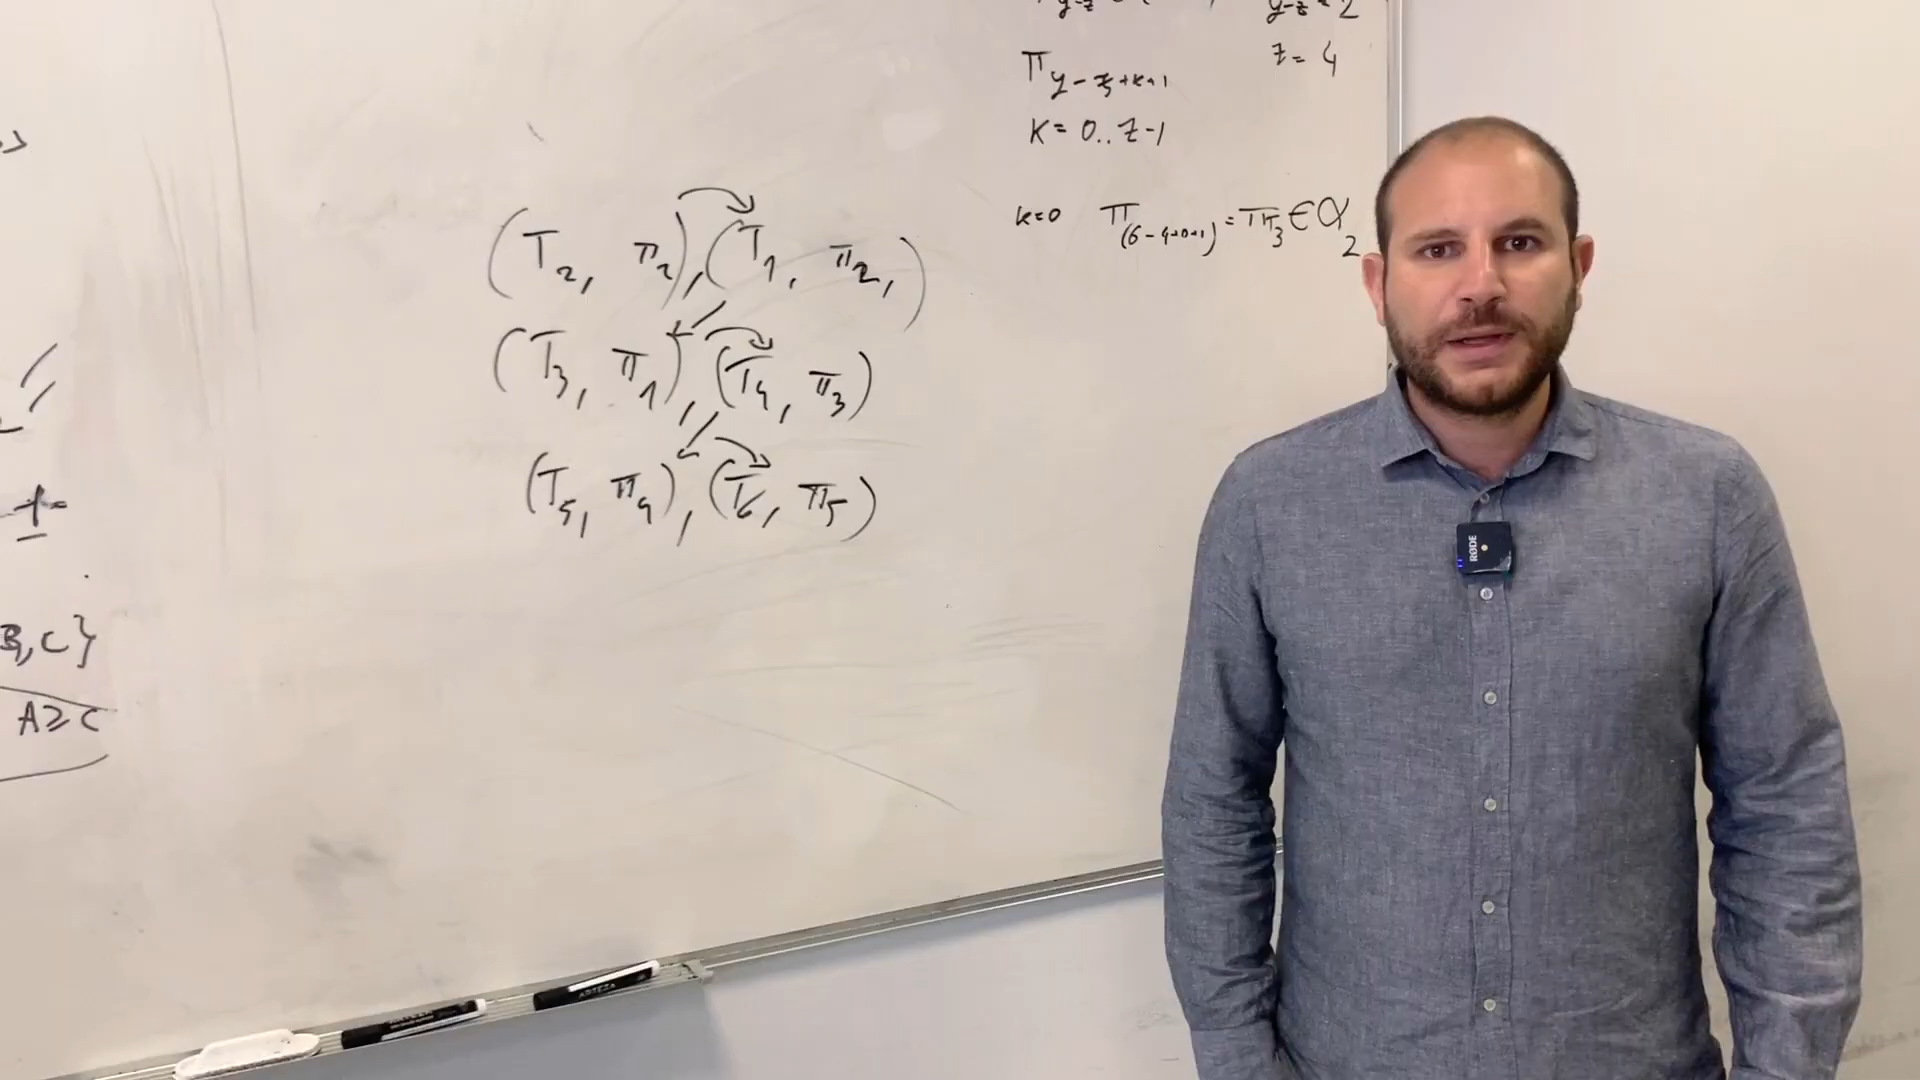 y-z = 2
z = 4
π y-z+k+1
k = 0..z-1
k=0 π(6-4+0+1) = π3 ∈ α2
(T2, π2), (T1, π2,)
(T3, π1), (T4, π3)
(T5, π4), (T6, π5)
B, C}
A ≥ C
RØDE
ARTEZA